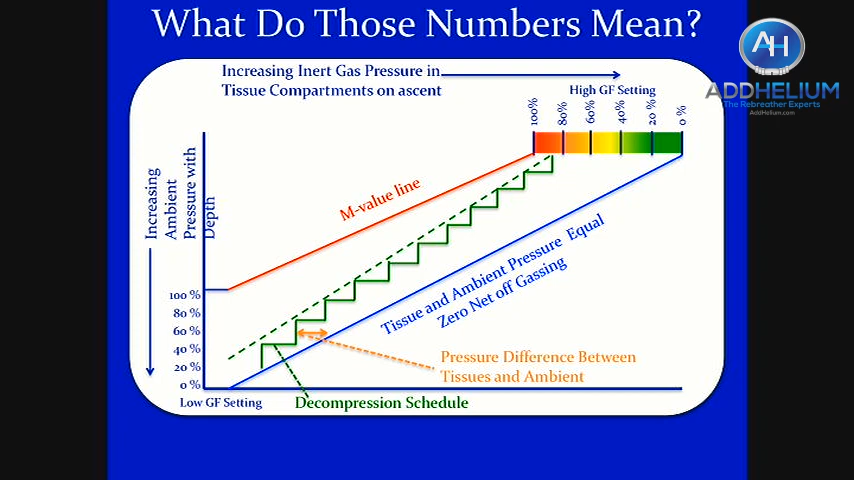 What Do Those Numbers Mean?
AH
ADDHELIUM
The Rebreather Experts
AddHelium.com
Increasing Inert Gas Pressure in
Tissue Compartments on ascent
High GF Setting
100%
80%
60%
40%
20 %
0 %
Increasing
Ambient
Pressure with
Depth
M-value line
Tissue and Ambient Pressure Equal
Zero Net off Gassing
100 %
80 %
60 %
40 %
20 %
0 %
Pressure Difference Between
Tissues and Ambient
Low GF Setting
Decompression Schedule